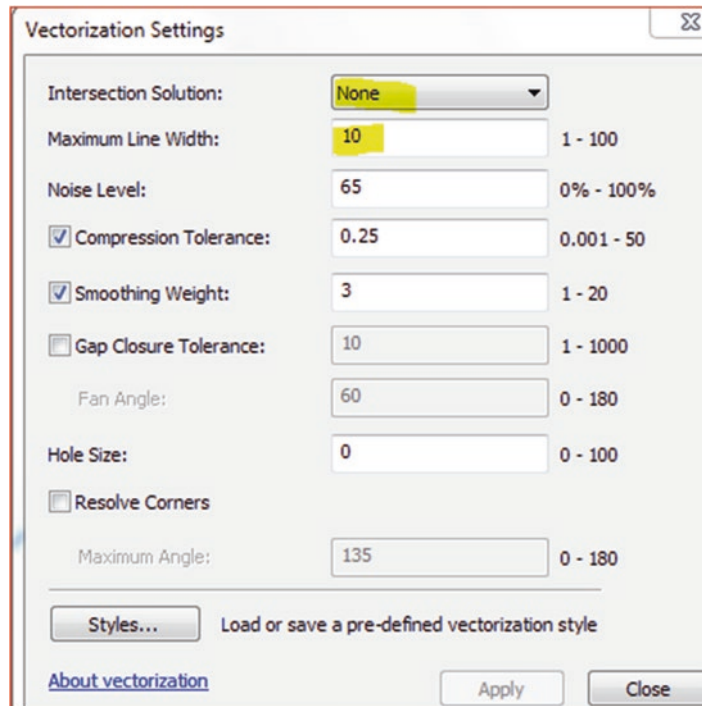 Vectorization Settings
Intersection Solution: None
Maximum Line Width: 10 1 - 100
Noise Level: 65 0% - 100%
Compression Tolerance: 0.25 0.001 - 50
Smoothing Weight: 3 1 - 20
Gap Closure Tolerance: 10 1 - 1000
Fan Angle: 60 0 - 180
Hole Size: 0 0 - 100
Resolve Corners
Maximum Angle: 135 0 - 180
Styles... Load or save a pre-defined vectorization style
About vectorization Apply Close